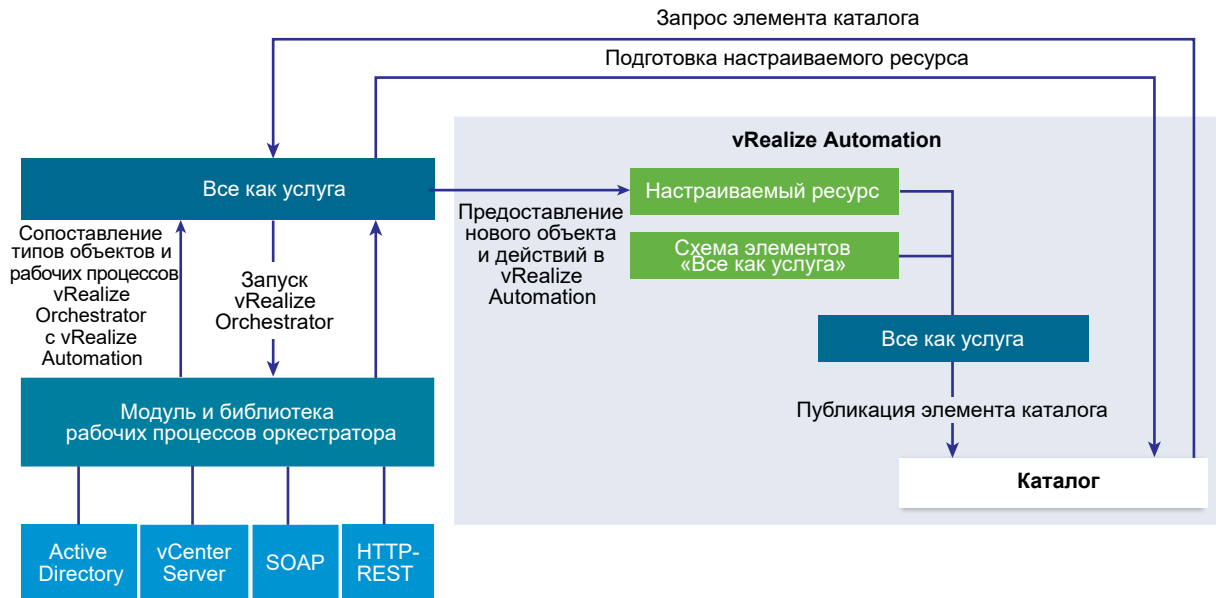 Запрос элемента каталога
Подготовка настраиваемого ресурса
vRealize Automation
Все как услуга
Настраиваемый ресурс
Сопоставление
типов объектов и
рабочих процессов
vRealize
Orchestrator
с vRealize
Automation
Запуск
vRealize
Orchestrator
Предоставление
нового объекта
и действий в
vRealize
Automation
Схема элементов
«Все как услуга»
Все как услуга
Модуль и библиотека
рабочих процессов оркестратора
Публикация элемента каталога
Каталог
Active
Directory
vCenter
Server
SOAP
HTTP-
REST